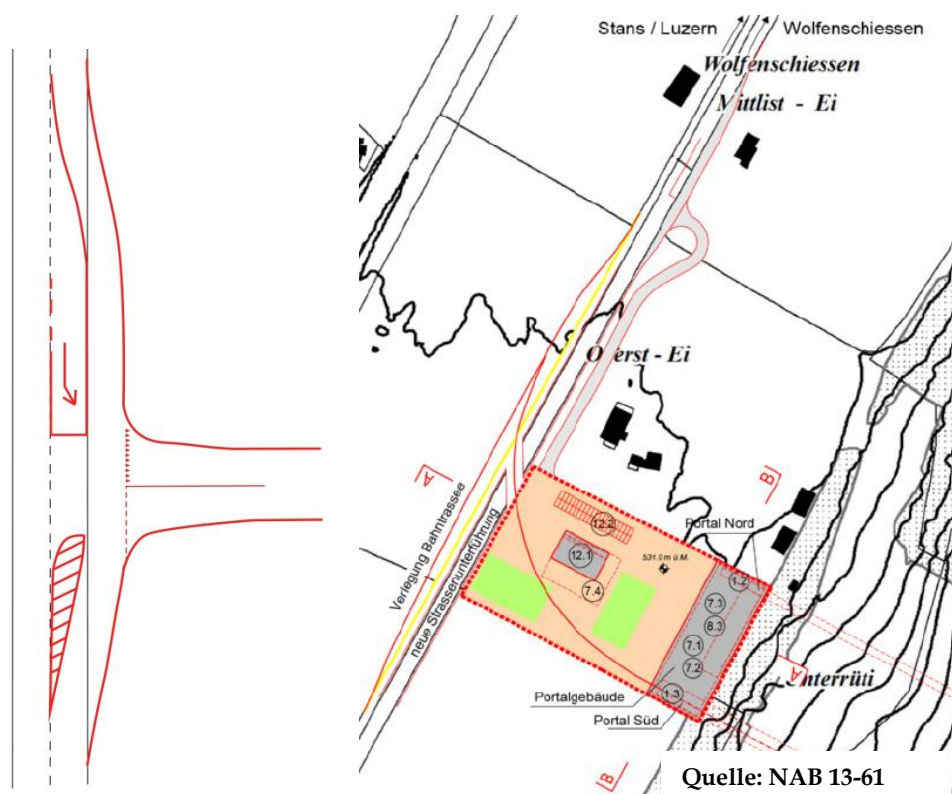 Stans / Luzern
Wolfenschiessen
Wolfenschiessen
Mittlist - Ei
Oberst - Ei
A
B
Portal Nord
Verlegung Bahntrassee
neue Strassenunterführung
12.2
531.0 m ü.M.
12.1
7.4
1.2
7.3
8.3
7.1
7.2
1.3
A
Unterrüti
Portalgebäude
Portal Süd
B
Quelle: NAB 13-61